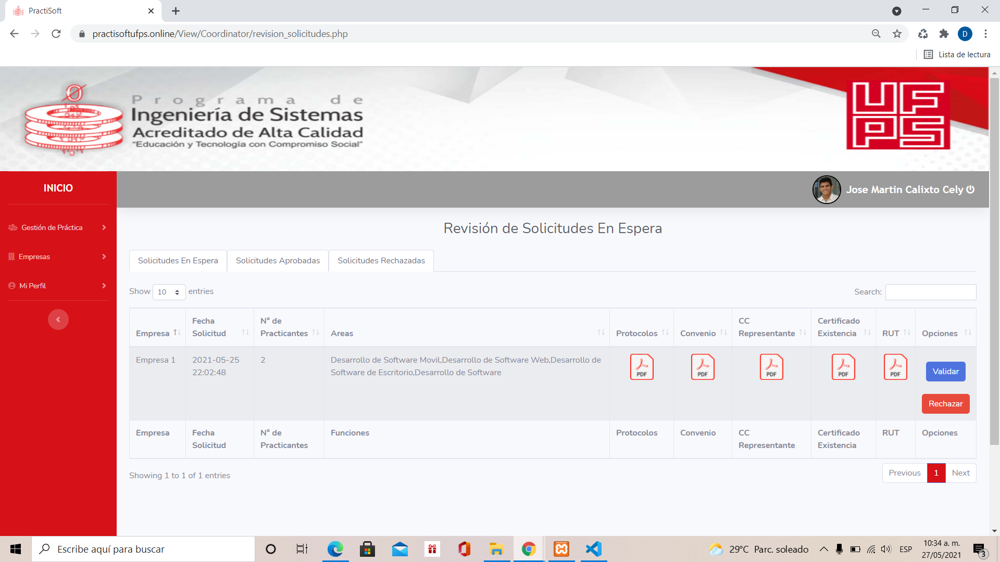 PractiSoft
practisoftufps.online/View/Coordinator/revision_solicitudes.php
D
Lista de lectura
Programa de
Ingeniería de Sistemas
Acreditado de Alta Calidad
"Educación y Tecnología con Compromiso Social"
UF
PS
INICIO
Jose Martin Calixto Cely
Gestión de Práctica
Empresas
Mi Perfil
Revisión de Solicitudes En Espera
Solicitudes En Espera Solicitudes Aprobadas Solicitudes Rechazadas
Show 10 entries
Search:
Empresa Fecha Solicitud N° de Practicantes Areas Protocolos Convenio CC Representante Certificado Existencia RUT Opciones
Empresa 1 2021-05-25 2 Desarrollo de Software Movil,Desarrollo de Software Web,Desarrollo de
22:02:48 Software de Escritorio,Desarrollo de Software
PDF PDF PDF PDF PDF
Validar
Rechazar
Empresa Fecha Solicitud N° de Practicantes Funciones Protocolos Convenio CC Representante Certificado Existencia RUT Opciones
Showing 1 to 1 of 1 entries
Previous 1 Next
Escribe aquí para buscar
29°C Parc. soleado
ESP
10:34 a. m.
27/05/2021
3